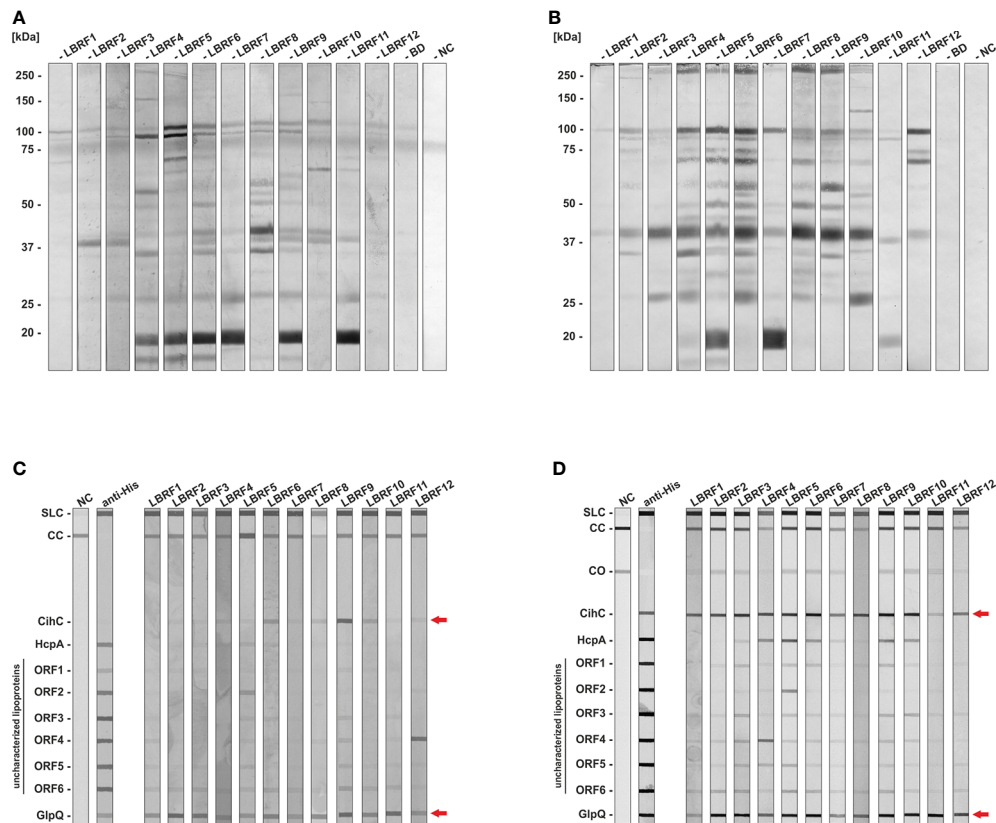 A
[kDa]
- LBRF1
- LBRF2
- LBRF3
- LBRF4
- LBRF5
- LBRF6
- LBRF7
- LBRF8
- LBRF9
- LBRF10
- LBRF11
- LBRF12
- BD
- NC
250 -
150 -
100 -
75 -
50 -
37 -
25 -
20 -
B
[kDa]
- LBRF1
- LBRF2
- LBRF3
- LBRF4
- LBRF5
- LBRF6
- LBRF7
- LBRF8
- LBRF9
- LBRF10
- LBRF11
- LBRF12
- BD
- NC
250 -
150 -
100 -
75 -
50 -
37 -
25 -
20 -
C
NC
anti-His
LBRF1
LBRF2
LBRF3
LBRF4
LBRF5
LBRF6
LBRF7
LBRF8
LBRF9
LBRF10
LBRF11
LBRF12
SLC -
CC -
CihC -
HcpA -
uncharacterized lipoproteins
ORF1 -
ORF2 -
ORF3 -
ORF4 -
ORF5 -
ORF6 -
GlpQ -
D
NC
anti-His
LBRF1
LBRF2
LBRF3
LBRF4
LBRF5
LBRF6
LBRF7
LBRF8
LBRF9
LBRF10
LBRF11
LBRF12
SLC -
CC -
CO -
CihC -
HcpA -
uncharacterized lipoproteins
ORF1 -
ORF2 -
ORF3 -
ORF4 -
ORF5 -
ORF6 -
GlpQ -